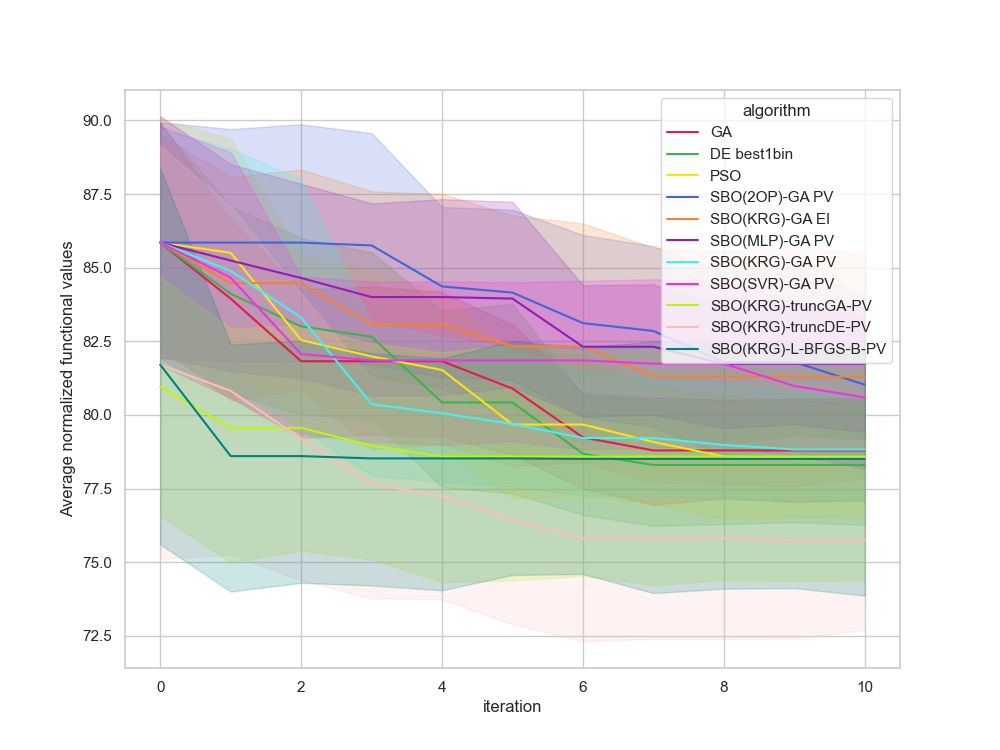 90.0
87.5
85.0
82.5
80.0
77.5
75.0
72.5
Average normalized functional values
0
2
4
6
8
10
iteration
algorithm
GA
DE best1bin
PSO
SBO(2OP)-GA PV
SBO(KRG)-GA EI
SBO(MLP)-GA PV
SBO(KRG)-GA PV
SBO(SVR)-GA PV
SBO(KRG)-truncGA-PV
SBO(KRG)-truncDE-PV
SBO(KRG)-L-BFGS-B-PV